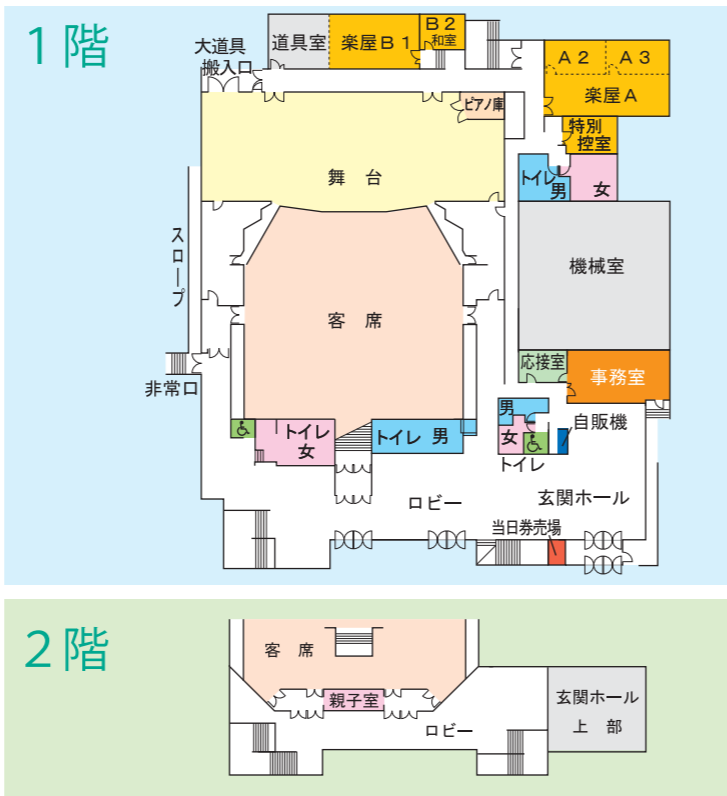 1階
大道具
搬入口
道具室
楽屋B1
B2
和室
A2
A3
楽屋A
ピアノ庫
特別
控室
舞台
トイレ
男
女
スロープ
機械室
客席
応接室
事務室
非常口
男
自販機
トイレ
女
トイレ 男
女
トイレ
ロビー
玄関ホール
当日券売場
2階
客席
親子室
玄関ホール
上部
ロビー